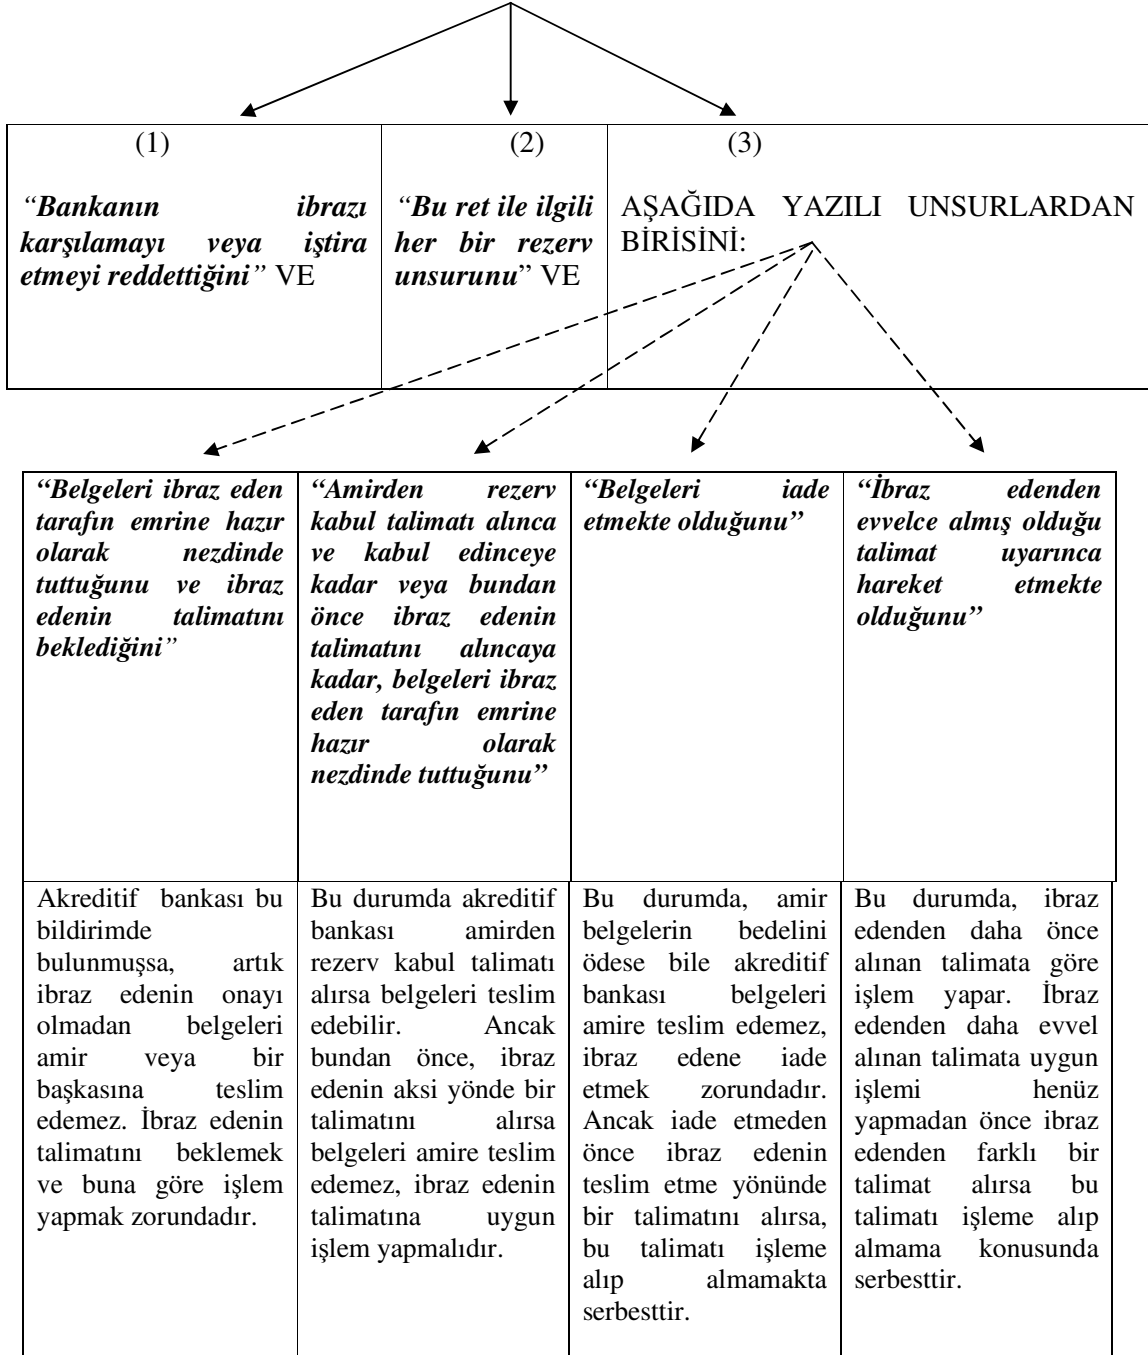 (1)
“Bankanın ibrazı
karşılamayı veya iştira
etmeyi reddettiğini” VE
(2)
“Bu ret ile ilgili
her bir rezerv
unsurunu” VE
(3)
AŞAĞIDA YAZILI UNSURLARDAN
BİRİSİNİ:
“Belgeleri ibraz eden
tarafın emrine hazır
olarak nezdinde
tuttuğunu ve ibraz
edenin talimatını
beklediğini”
“Amirden rezerv
kabul talimatı alınca
ve kabul edinceye
kadar veya bundan
önce ibraz edenin
talimatını alıncaya
kadar, belgeleri ibraz
eden tarafın emrine
hazır olarak
nezdinde tuttuğunu”
“Belgeleri iade
etmekte olduğunu”
“İbraz edenden
evvelce almış olduğu
talimat uyarınca
hareket etmekte
olduğunu”
Akreditif bankası bu
bildirimde
bulunmuşsa, artık
ibraz edenin onayı
olmadan belgeleri
amir veya bir
başkasına teslim
edemez. İbraz edenin
talimatını beklemek
ve buna göre işlem
yapmak zorundadır.
Bu durumda akreditif
bankası amirden
rezerv kabul talimatı
alırsa belgeleri teslim
edebilir. Ancak
bundan önce, ibraz
edenin aksi yönde bir
talimatını alırsa
belgeleri amire teslim
edemez, ibraz edenin
talimatına uygun
işlem yapmalıdır.
Bu durumda, amir
belgelerin bedelini
ödese bile akreditif
bankası belgeleri
amire teslim edemez,
ibraz edene iade
etmek zorundadır.
Ancak iade etmeden
önce ibraz edenin
teslim etme yönünde
bir talimatını alırsa,
bu talimatı işleme
alıp almamakta
serbesttir.
Bu durumda, ibraz
edenden daha önce
alınan talimata göre
işlem yapar. İbraz
edenden daha evvel
alınan talimata uygun
işlemi henüz
yapmadan önce ibraz
edenden farklı bir
talimat alırsa bu
talimatı işleme alıp
almama konusunda
serbesttir.